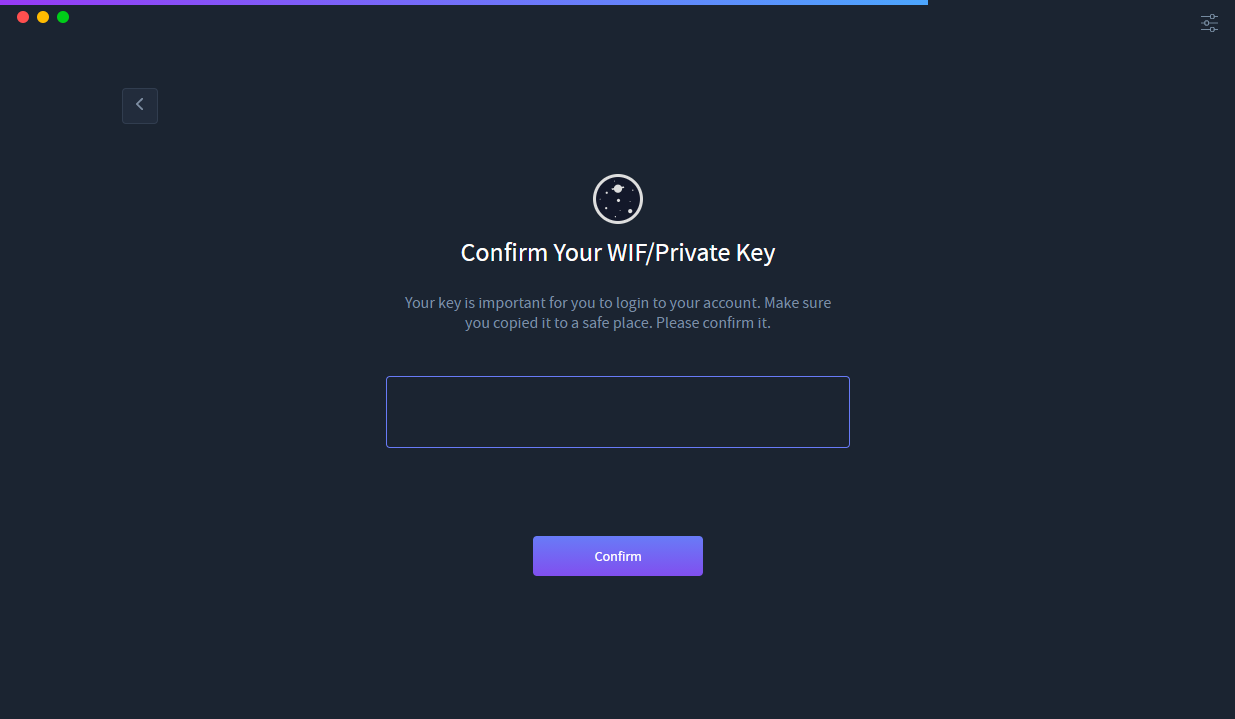 Confirm Your WIF/Private Key
Your key is important for you to login to your account. Make sure
you copied it to a safe place. Please confirm it.
Confirm